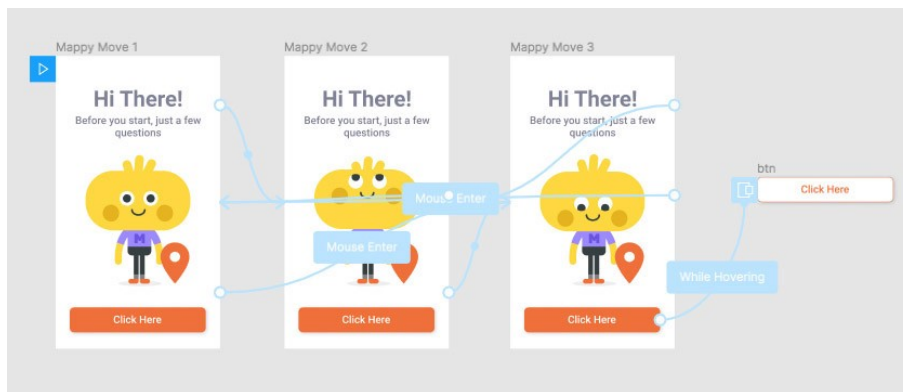 Mappy Move 1
Hi There!
Before you start, just a few
questions
M
Click Here
Mappy Move 2
Hi There!
Before you start, just a few
questions
M
Click Here
Mappy Move 3
Hi There!
Before you start, just a few
questions
M
Click Here
Mouse Enter
Mouse Enter
While Hovering
btn
Click Here